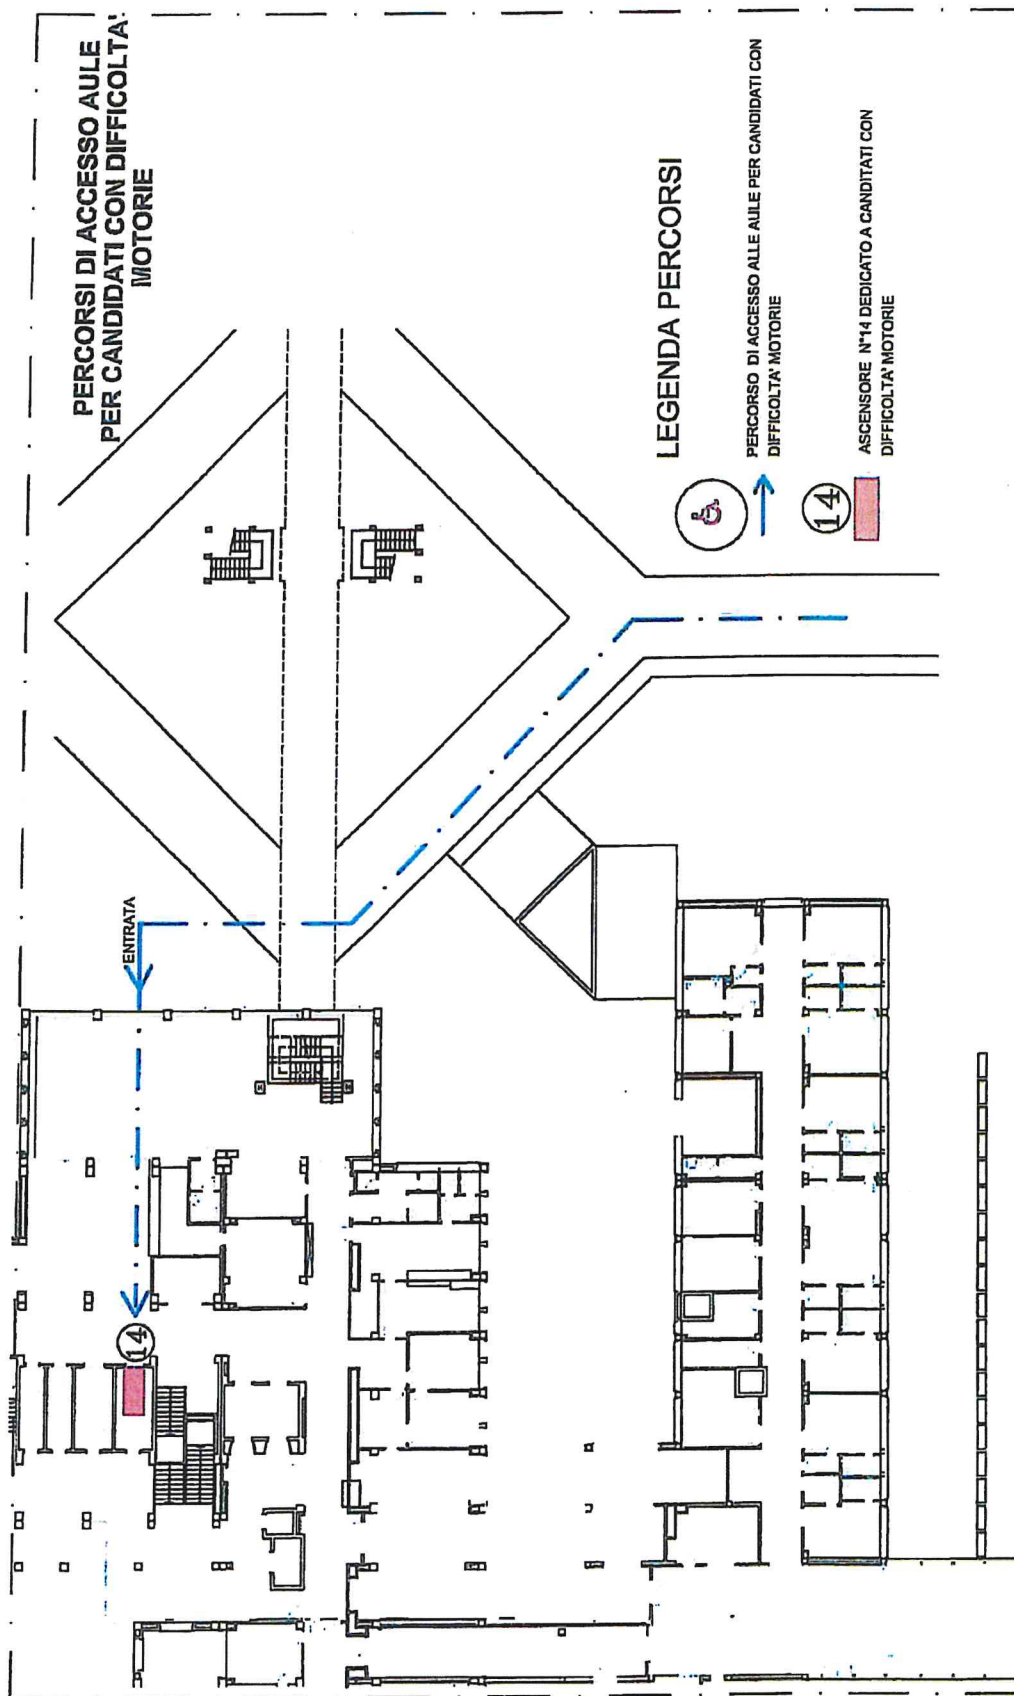 PERCORSI DI ACCESSO AULE
PER CANDIDATI CON DIFFICOLTA'
MOTORIE
LEGENDA PERCORSI
PERCORSO DI ACCESSO ALLE AULE PER CANDIDATI CON
DIFFICOLTA' MOTORIE
14
ASCENSORE N°14 DEDICATO A CANDITATI CON
DIFFICOLTA' MOTORIE
ENTRATA
14